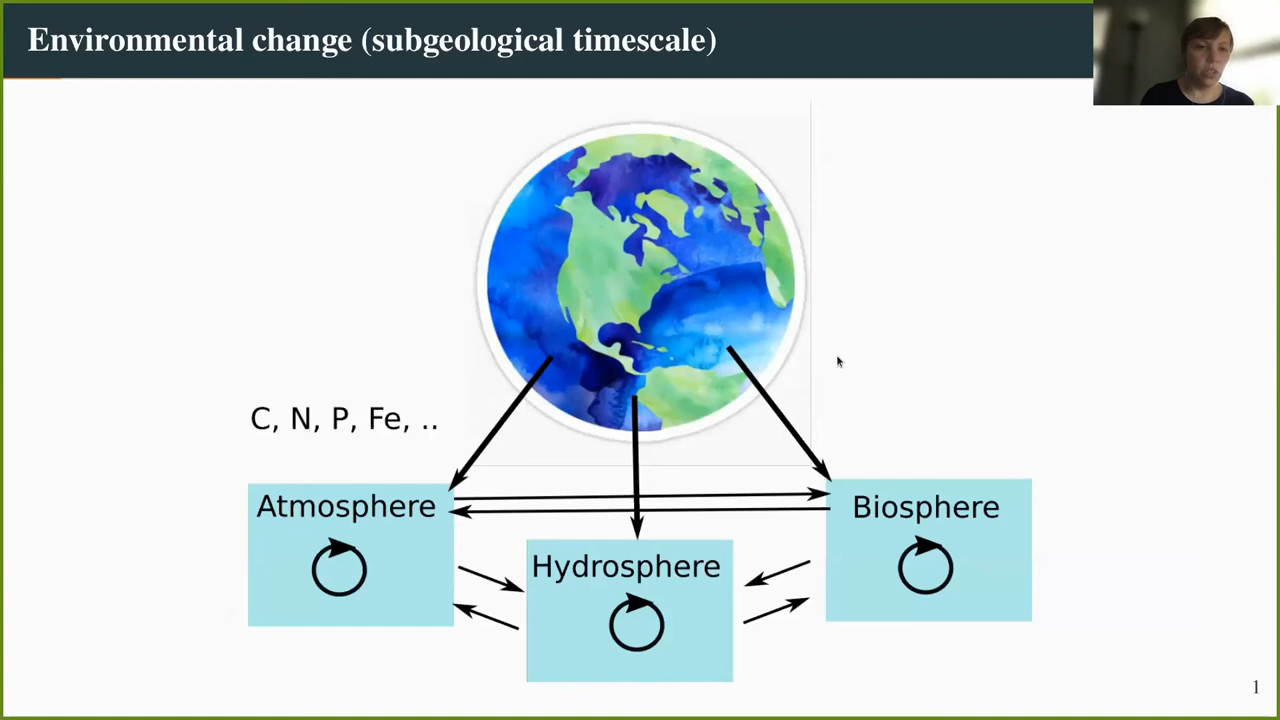 Environmental change (subgeological timescale)
C, N, P, Fe, ..
Atmosphere
Biosphere
Hydrosphere
1